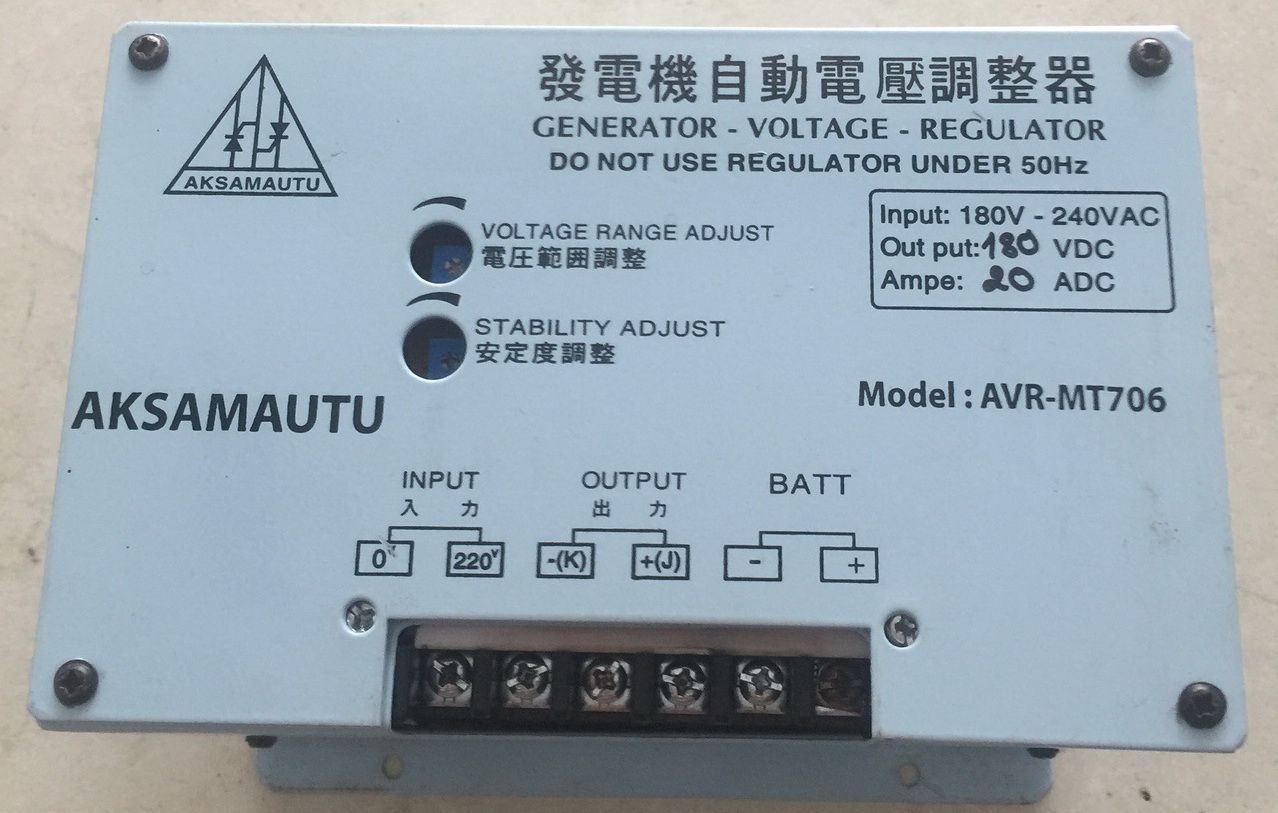 發電機自動電壓調整器
GENERATOR - VOLTAGE - REGULATOR
DO NOT USE REGULATOR UNDER 50Hz
AKSAMAUTU
Input: 180V - 240VAC
Out put: 180 VDC
Ampe: 20 ADC
VOLTAGE RANGE ADJUST
電圧範囲調整
STABILITY ADJUST
安定度調整
AKSAMAUTU
Model : AVR-MT706
INPUT OUTPUT BATT
入 力 出 力
0v 220v -(K) +(J) - +